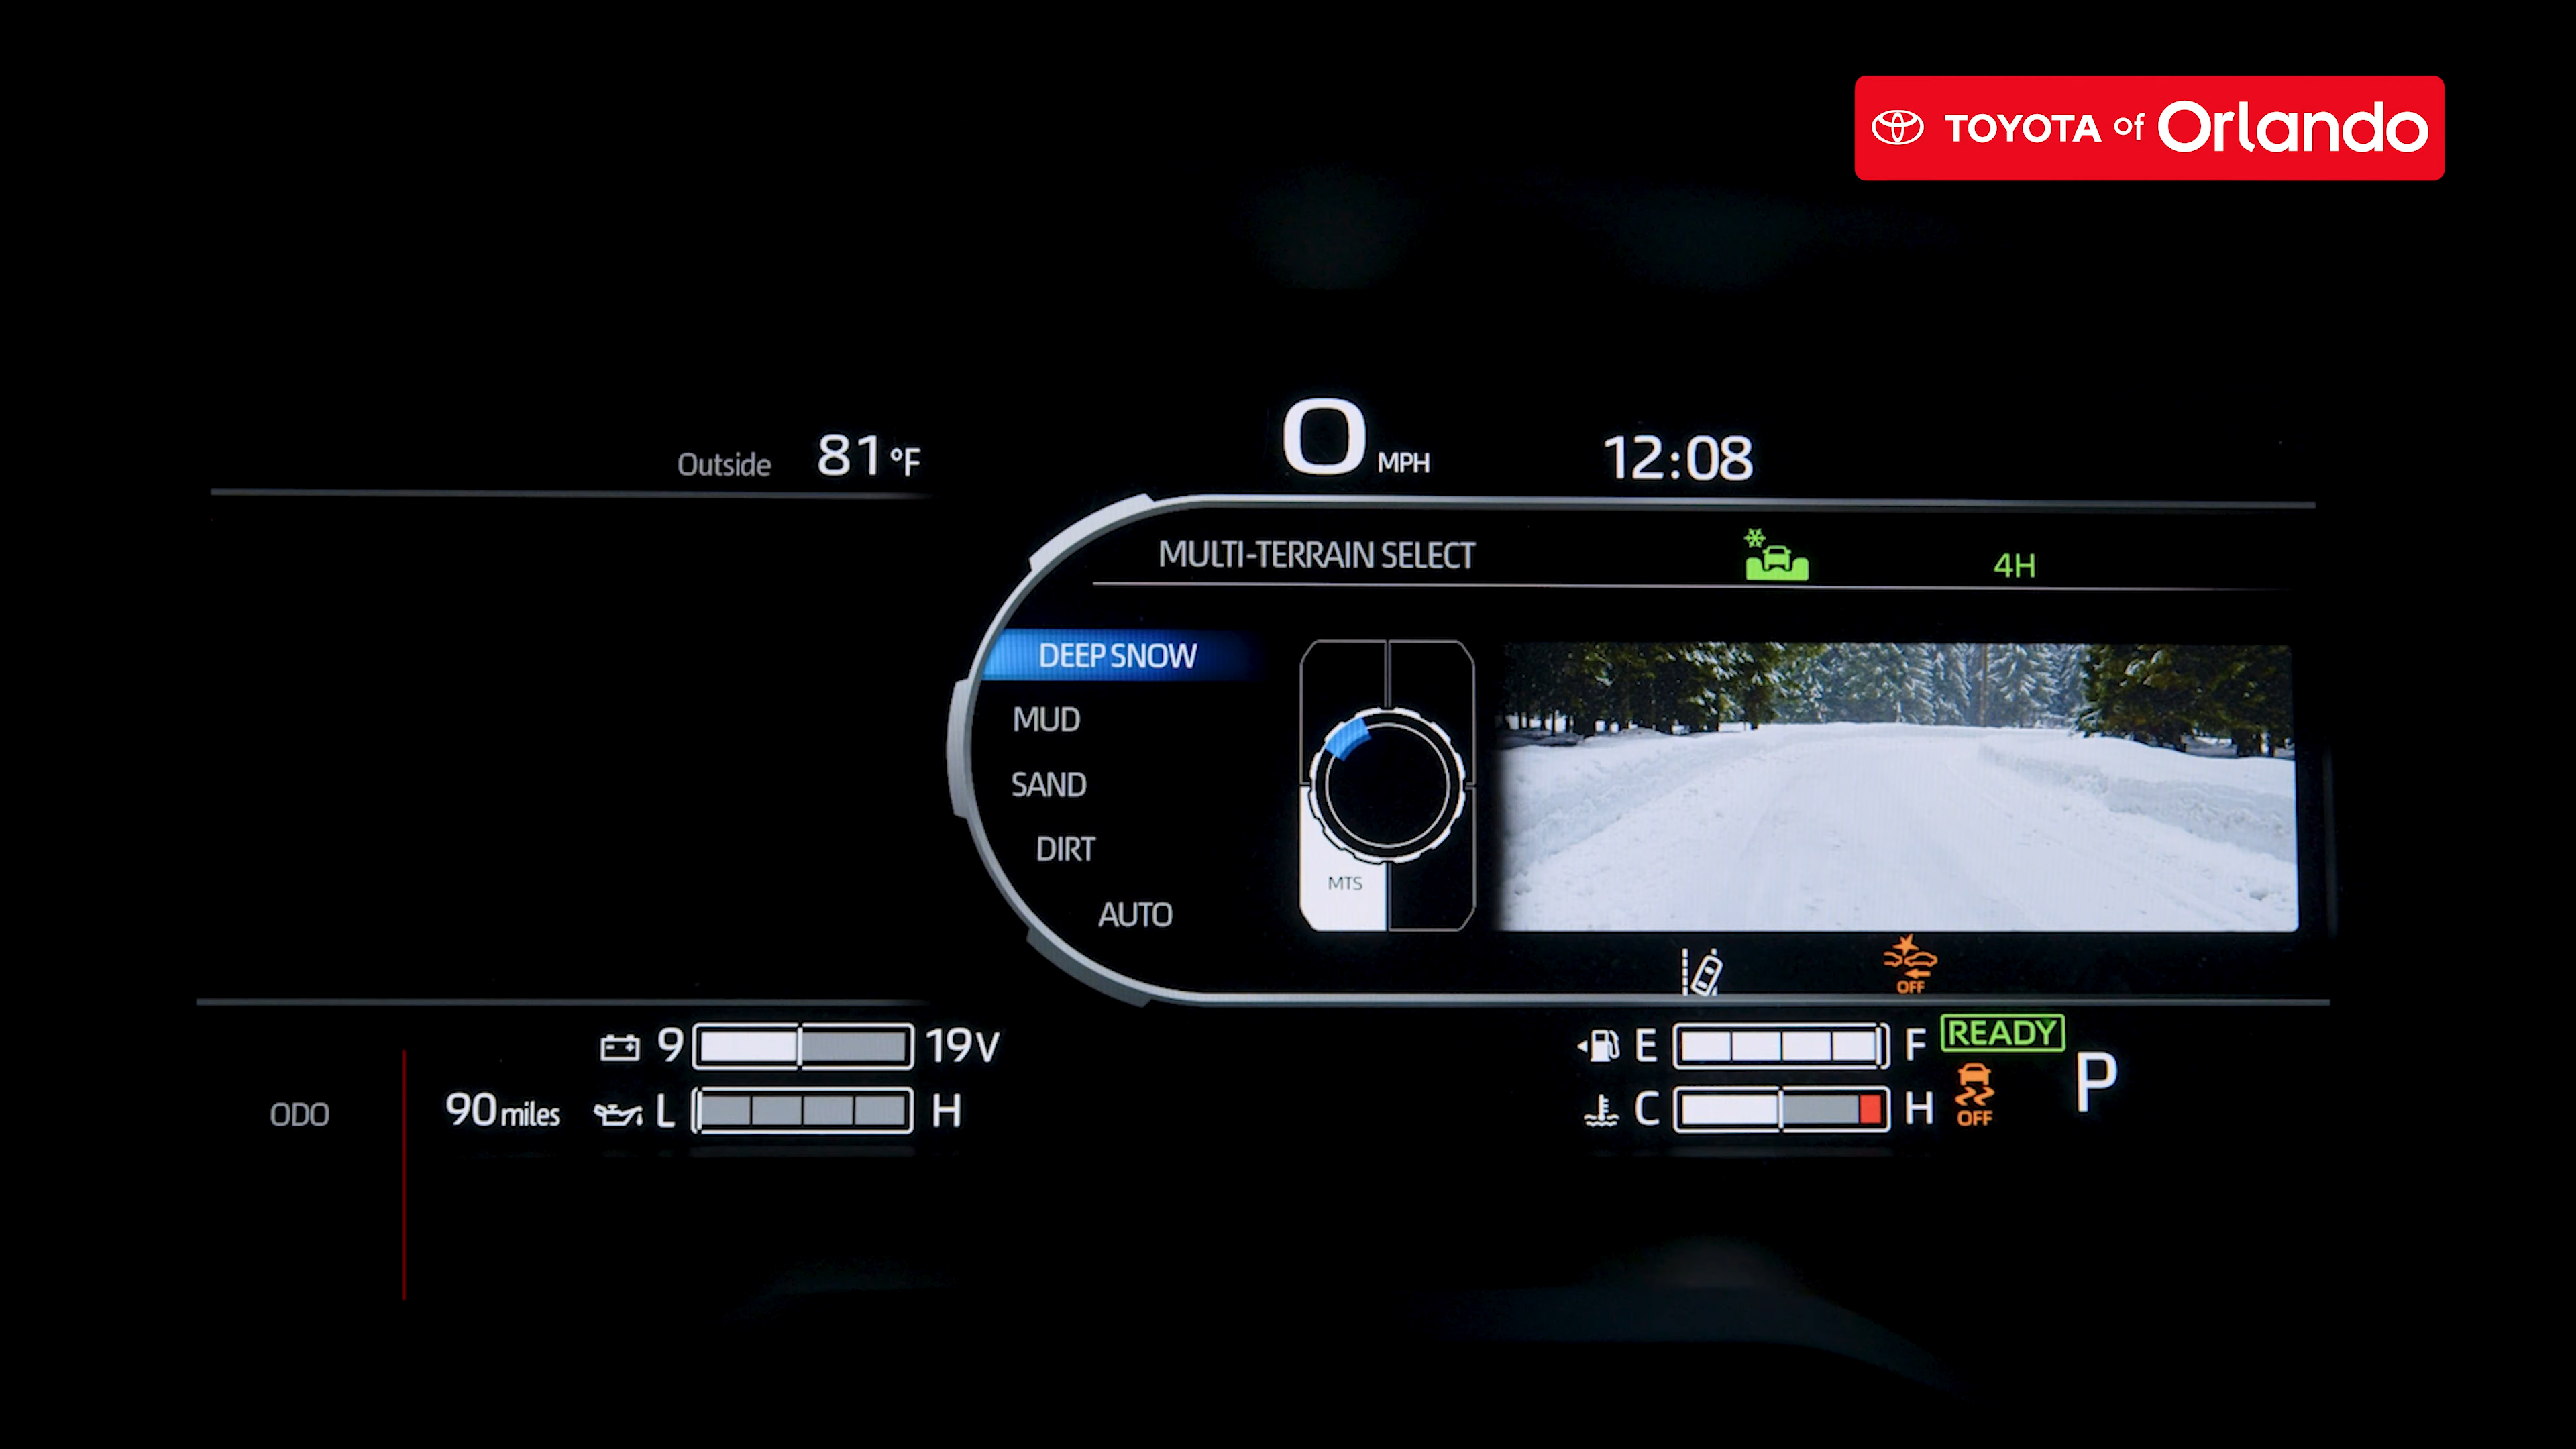 TOYOTA of Orlando
Outside 81°F
0 MPH
12:08
MULTI-TERRAIN SELECT
4H
DEEP SNOW
MUD
SAND
DIRT
AUTO
MTS
OFF
9 19V
E F
READY
ODO 90 miles
L H
C H
OFF
P